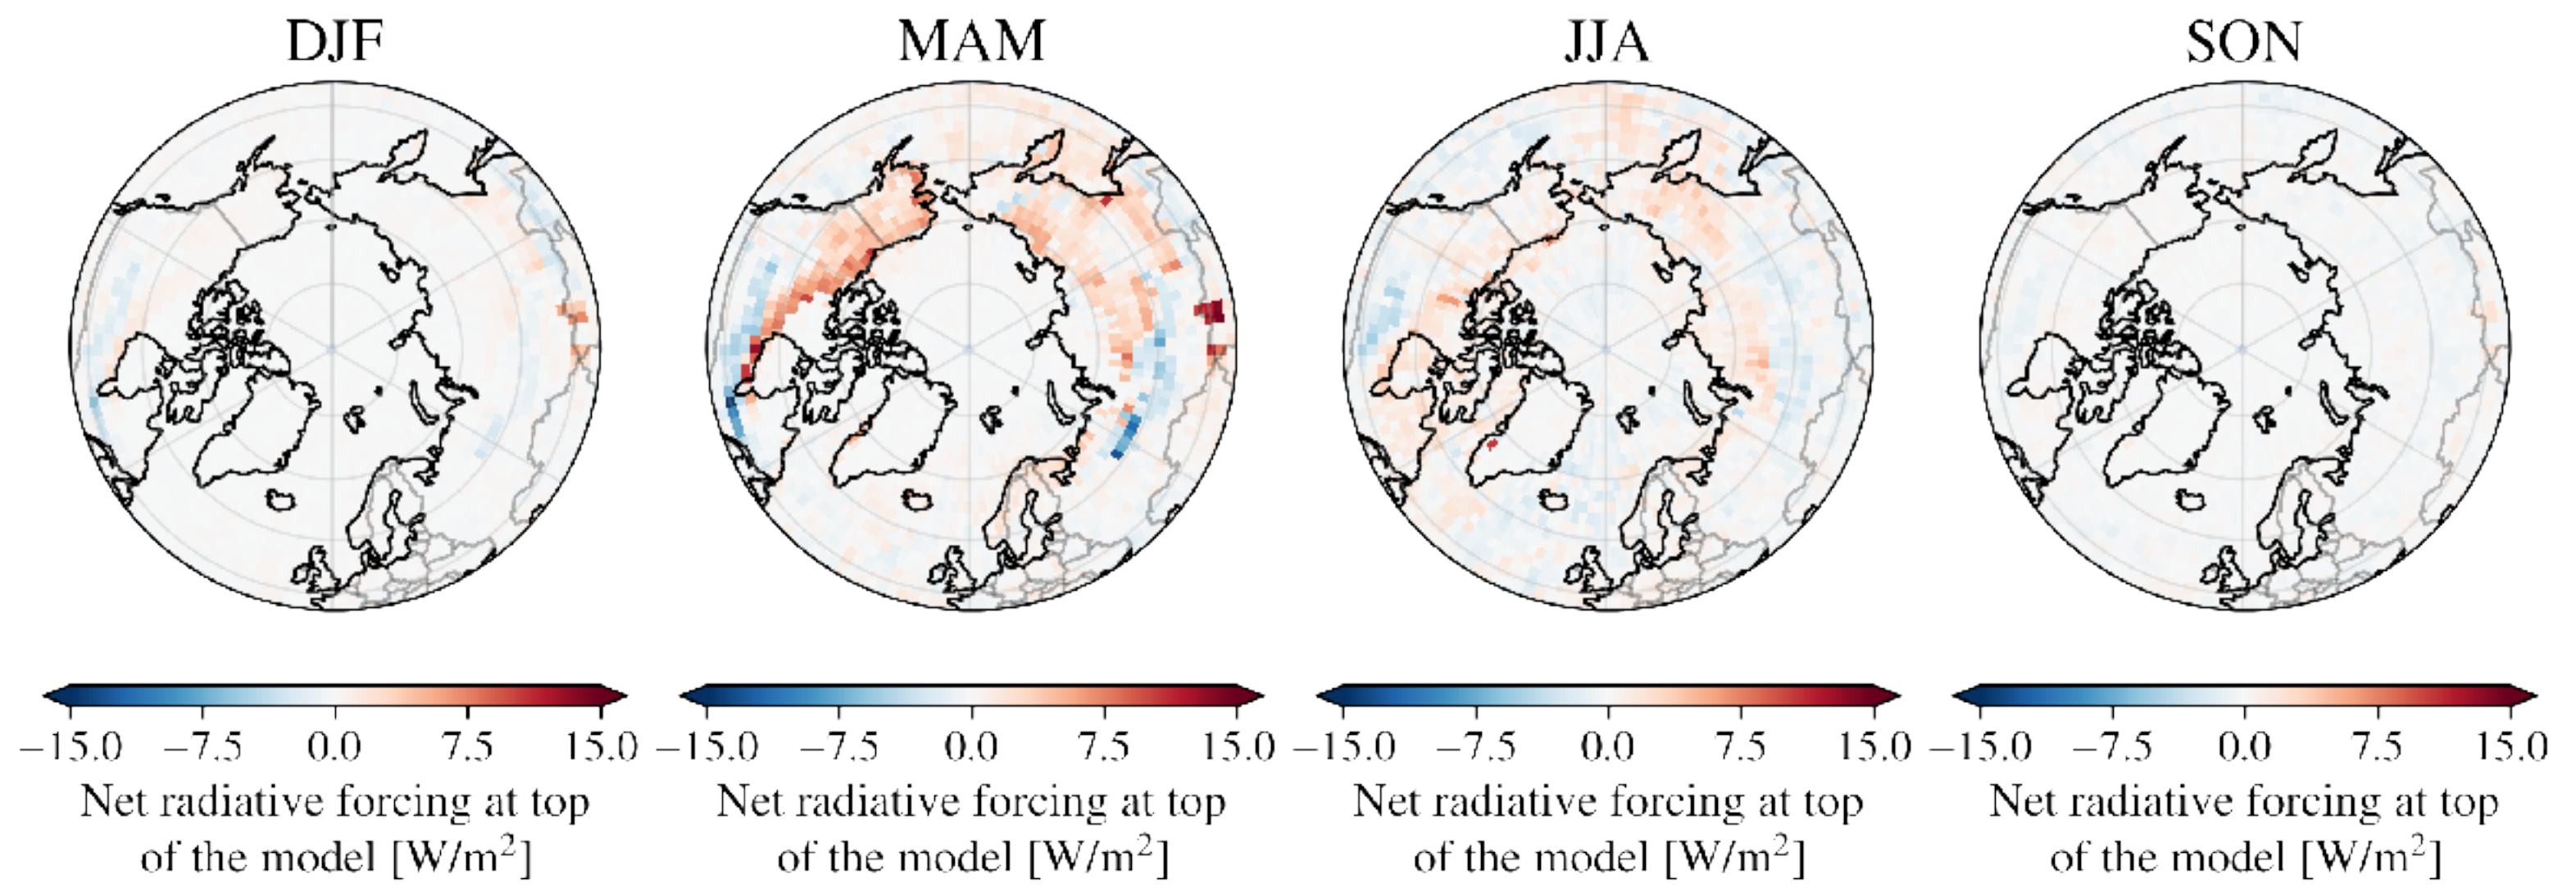 DJF MAM JJA SON
−15.0 −7.5 0.0 7.5 15.0 −15.0 −7.5 0.0 7.5 15.0 −15.0 −7.5 0.0 7.5 15.0 −15.0 −7.5 0.0 7.5 15.0
Net radiative forcing at top Net radiative forcing at top Net radiative forcing at top Net radiative forcing at top
of the model [W/m²] of the model [W/m²] of the model [W/m²] of the model [W/m²]